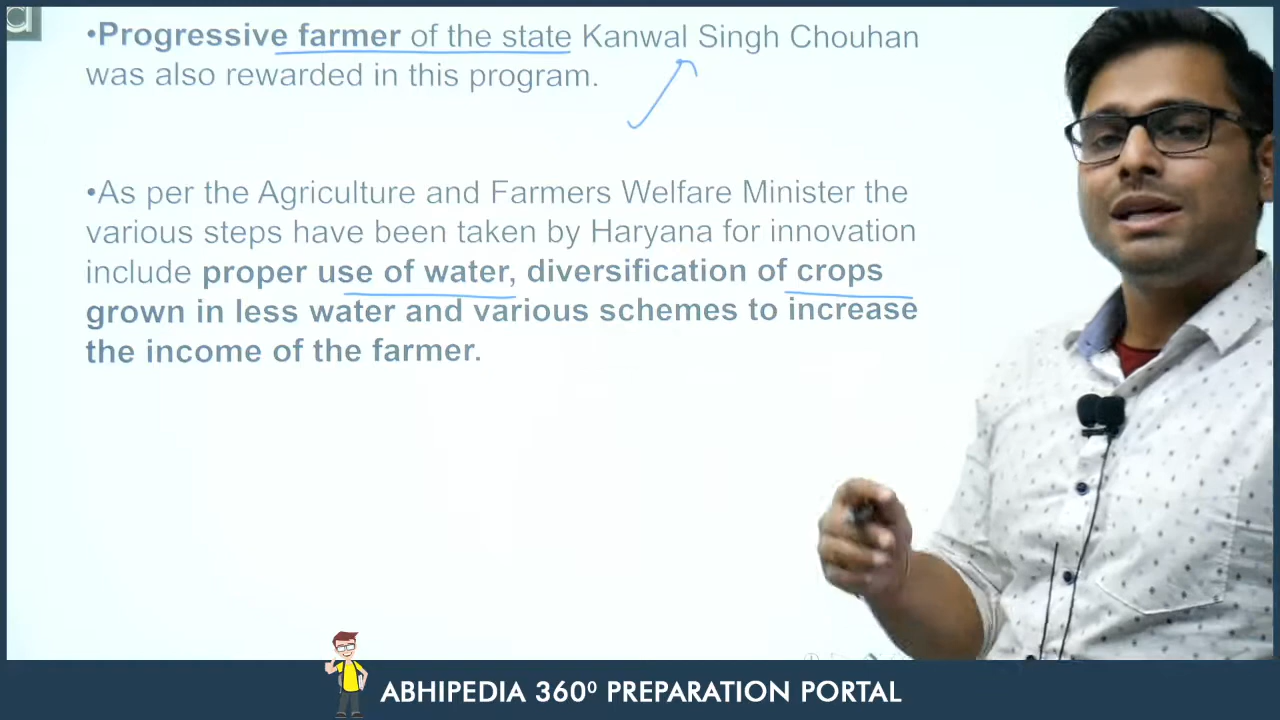 •Progressive farmer of the state Kanwal Singh Chouhan
was also rewarded in this program.
•As per the Agriculture and Farmers Welfare Minister the
various steps have been taken by Haryana for innovation
include proper use of water, diversification of crops
grown in less water and various schemes to increase
the income of the farmer.
ABHIPEDIA 360⁰ PREPARATION PORTAL